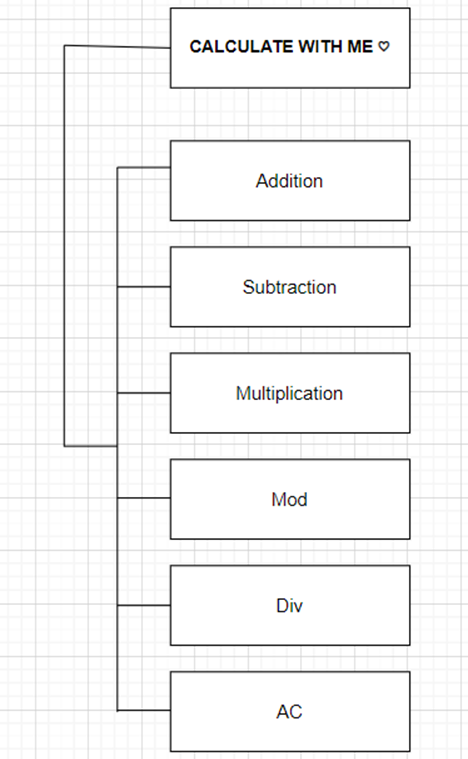 CALCULATE WITH ME ♡
Addition
Subtraction
Multiplication
Mod
Div
AC